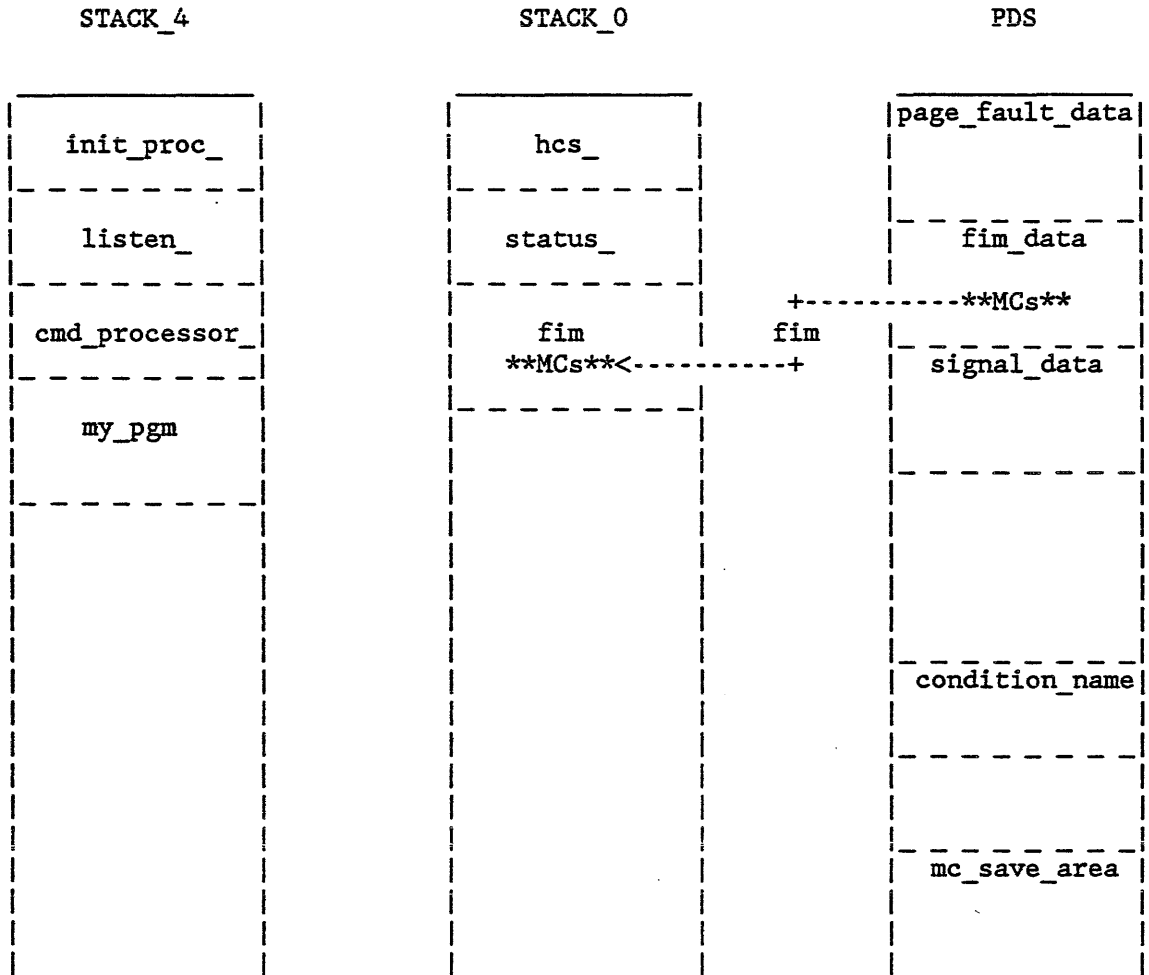 STACK_4 STACK_0 PDS
page_fault_data
init_proc_ hcs_
listen_ status_ fim_data
+----------**MCs**
cmd_processor_ fim fim
**MCs**<----------+ signal_data
my_pgm
condition_name
mc_save_area